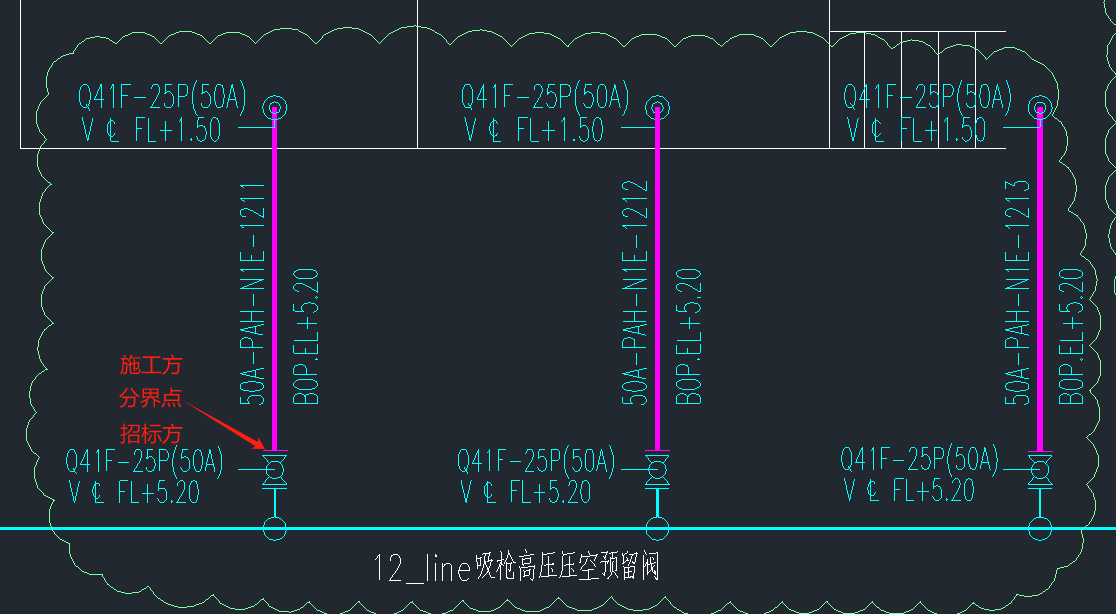 Q41F-25P(50A)
V ℄ FL+1.50
Q41F-25P(50A)
V ℄ FL+1.50
Q41F-25P(50A)
V ℄ FL+1.50
50A-PAH-N1E-1211
BOP.EL+5.20
50A-PAH-N1E-1212
BOP.EL+5.20
50A-PAH-N1E-1213
BOP.EL+5.20
施工方
分界点
招标方
Q41F-25P(50A)
V ℄ FL+5.20
Q41F-25P(50A)
V ℄ FL+5.20
Q41F-25P(50A)
V ℄ FL+5.20
12_line吸枪高压压空预留阀